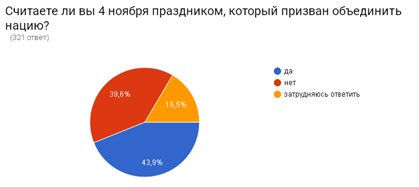 Считаете ли вы 4 ноября праздником, который призван объединить
нацию?
(321 ответ)
39,6%
16,5%
43,9%
да
нет
затрудняюсь ответить